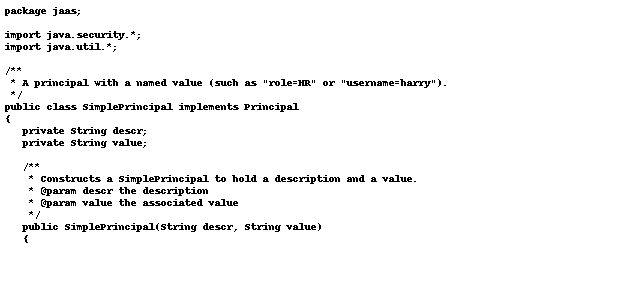 package jaas;
import java.security.*;
import java.util.*;
/**
 * A principal with a named value (such as "role=HR" or "username=harry").
 */
public class SimplePrincipal implements Principal
{
   private String descr;
   private String value;
   /**
    * Constructs a SimplePrincipal to hold a description and a value.
    * @param descr the description
    * @param value the associated value
    */
   public SimplePrincipal(String descr, String value)
   {